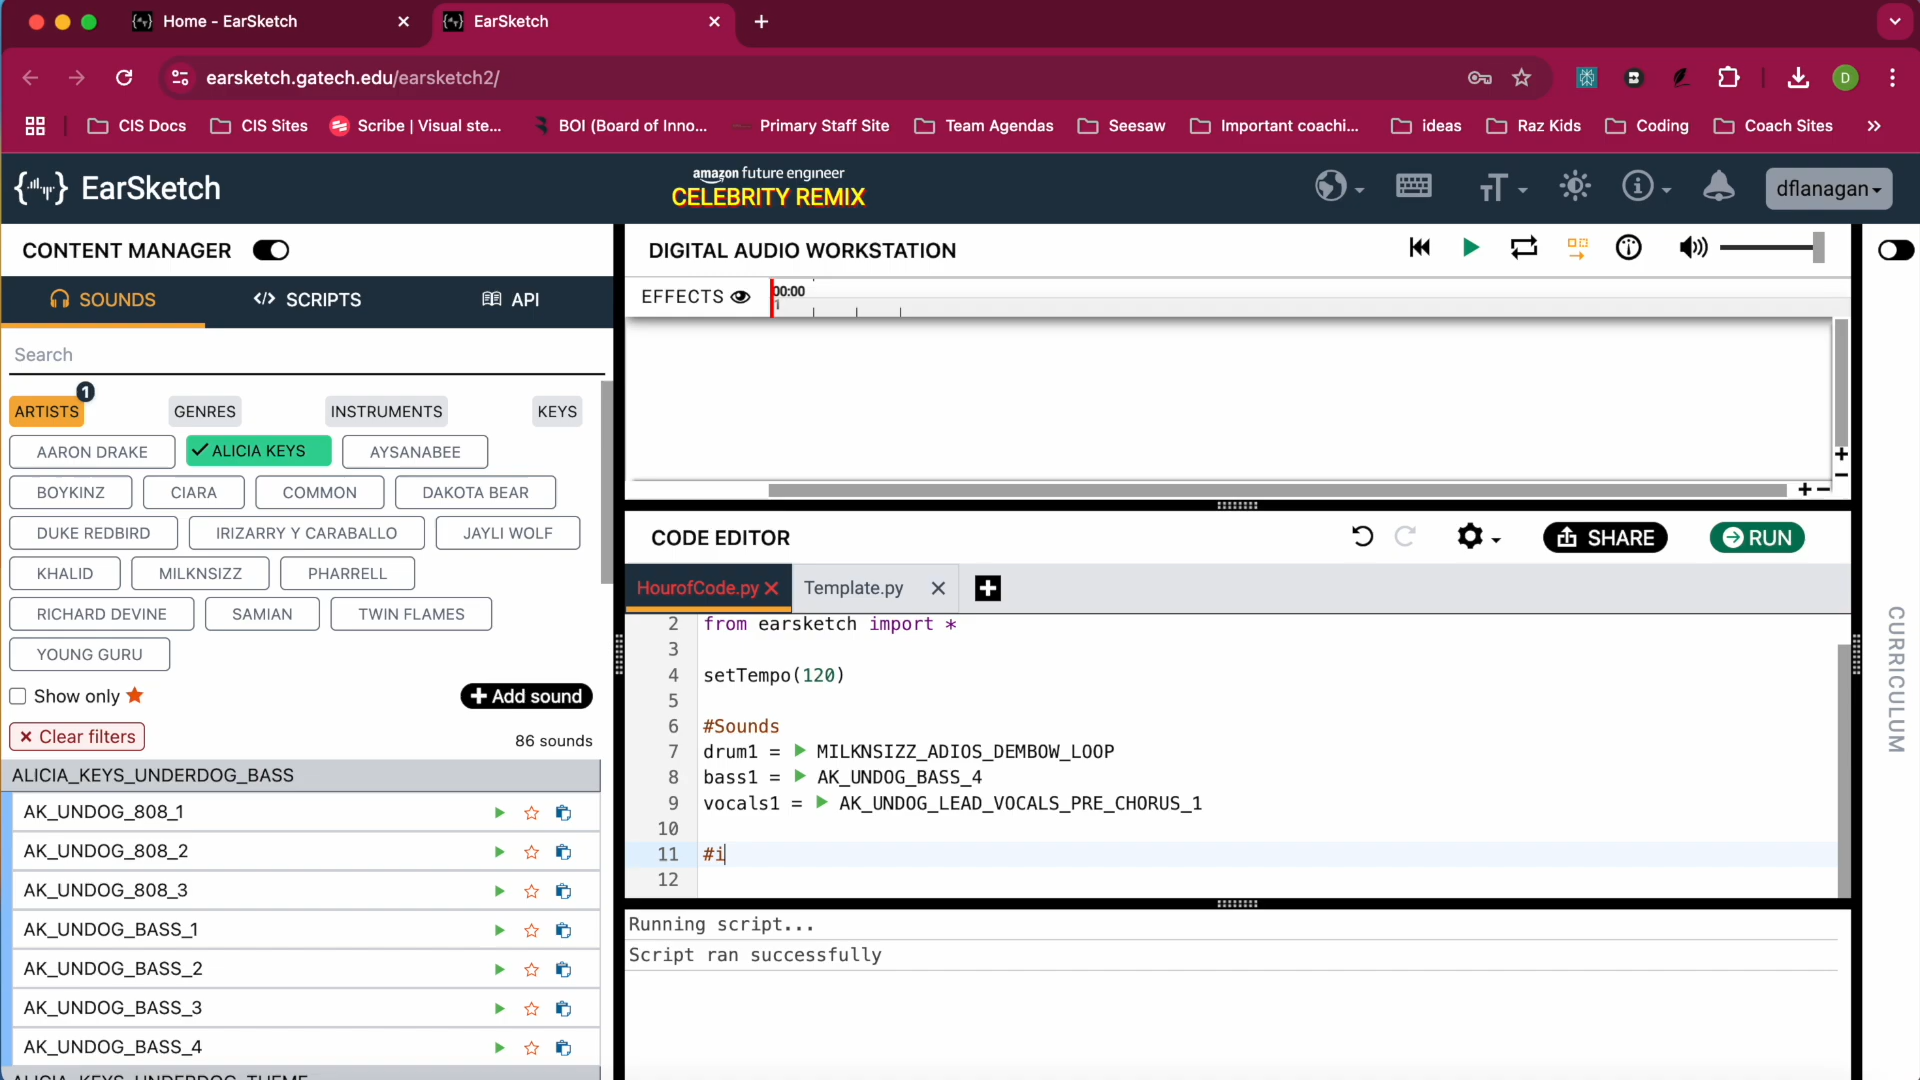 Home - EarSketch
EarSketch
earsketch.gatech.edu/earsketch2/
D
CIS Docs
CIS Sites
Scribe | Visual ste...
BOI (Board of Inno...
Primary Staff Site
Team Agendas
Seesaw
Important coachi...
ideas
Raz Kids
Coding
Coach Sites
»
EarSketch
amazon future engineer
CELEBRITY REMIX
dflanagan
CONTENT MANAGER
SOUNDS
SCRIPTS
API
Search
1
ARTISTS
GENRES
INSTRUMENTS
KEYS
AARON DRAKE
ALICIA KEYS
AYSANABEE
BOYKINZ
CIARA
COMMON
DAKOTA BEAR
DUKE REDBIRD
IRIZARRY Y CARABALLO
JAYLI WOLF
KHALID
MILKNSIZZ
PHARRELL
RICHARD DEVINE
SAMIAN
TWIN FLAMES
YOUNG GURU
Show only
Add sound
Clear filters
86 sounds
ALICIA_KEYS_UNDERDOG_BASS
AK_UNDOG_808_1
AK_UNDOG_808_2
AK_UNDOG_808_3
AK_UNDOG_BASS_1
AK_UNDOG_BASS_2
AK_UNDOG_BASS_3
AK_UNDOG_BASS_4
ALICIA_KEYS_UNDERDOG_THEME
DIGITAL AUDIO WORKSTATION
EFFECTS
00:00
1
CODE EDITOR
SHARE
RUN
HourofCode.py
Template.py
2 from earsketch import *
3
4 setTempo(120)
5
6 #Sounds
7 drum1 = MILKNSIZZ_ADIOS_DEMBOW_LOOP
8 bass1 = AK_UNDOG_BASS_4
9 vocals1 = AK_UNDOG_LEAD_VOCALS_PRE_CHORUS_1
10
11 #i
12
Running script...
Script ran successfully
CURRICULUM